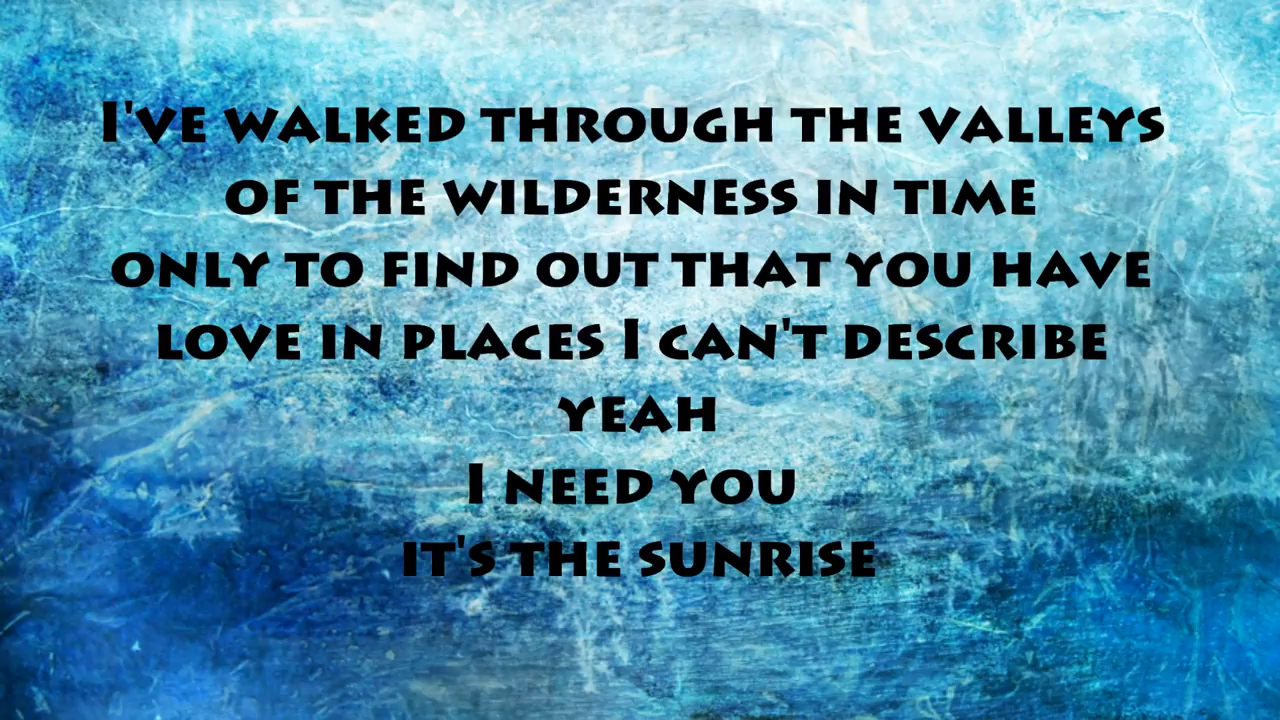 I'VE WALKED THROUGH THE VALLEYS
OF THE WILDERNESS IN TIME
ONLY TO FIND OUT THAT YOU HAVE
LOVE IN PLACES I CAN'T DESCRIBE
YEAH
I NEED YOU
IT'S THE SUNRISE